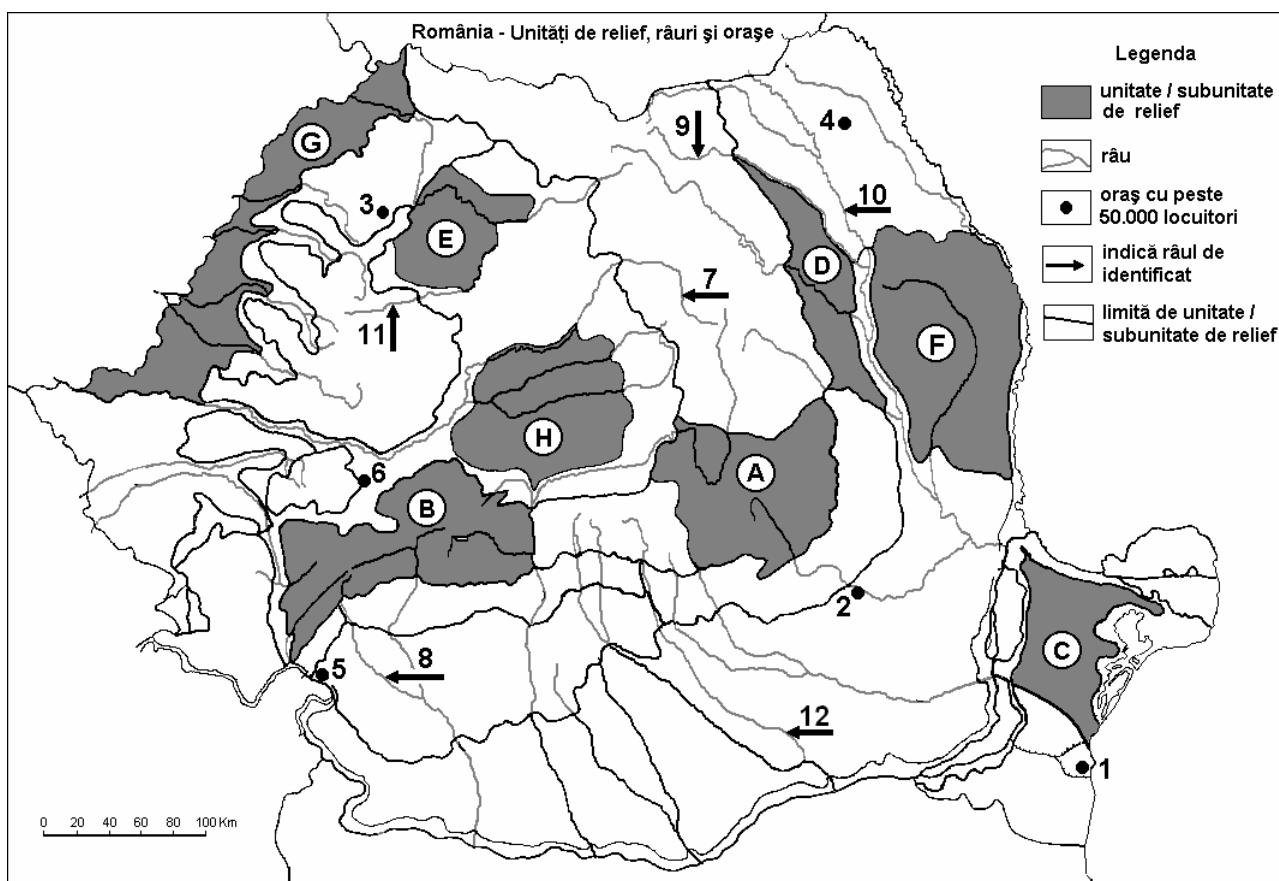 România - Unităţi de relief, râuri şi oraşe
Legenda
unitate / subunitate
de relief
râu
oraş cu peste
50.000 locuitori
indică râul de
identificat
limită de unitate /
subunitate de relief
G
9
4
3
10
E
D
7
11
F
H
A
6
B
2
C
5
8
12
1
0 20 40 60 80 100 Km